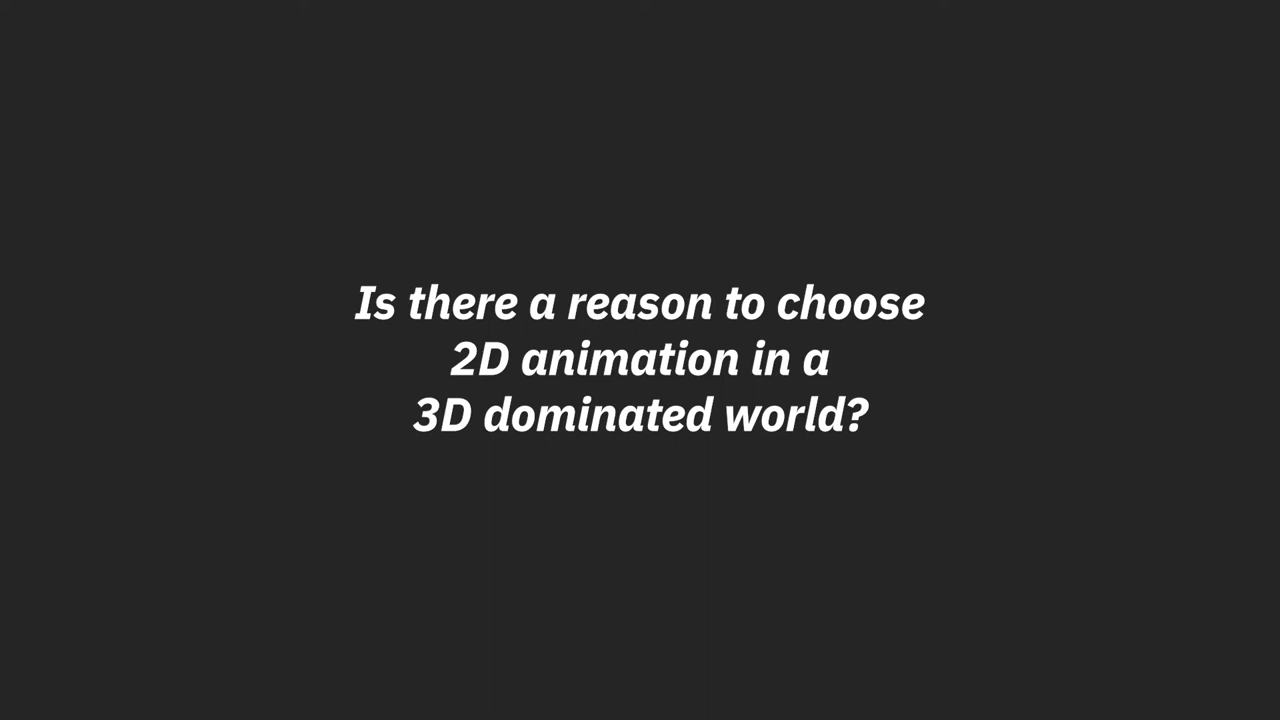 Is there a reason to choose
2D animation in a
3D dominated world?